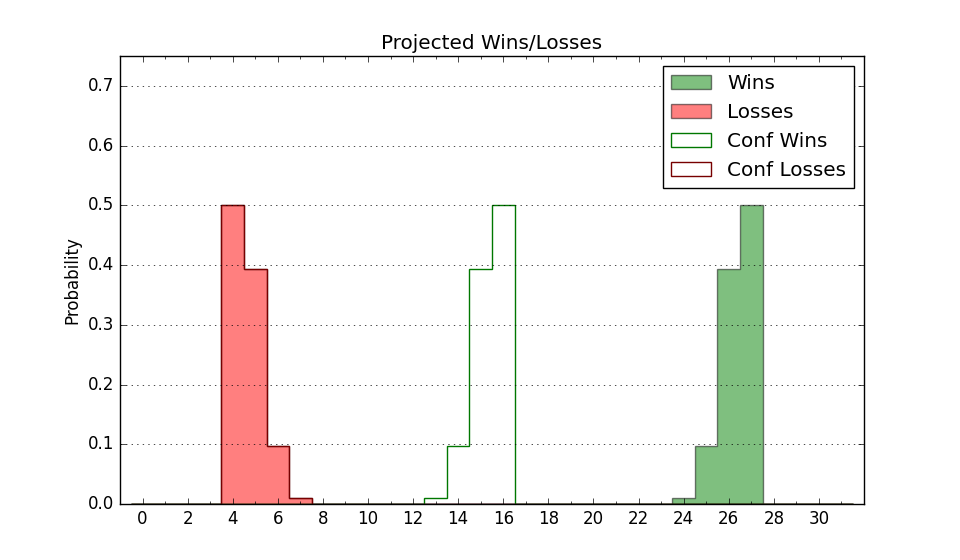 Projected Wins/Losses
Wins
Losses
Conf Wins
Conf Losses
Probability
0.7
0.6
0.5
0.4
0.3
0.2
0.1
0.0
0 2 4 6 8 10 12 14 16 18 20 22 24 26 28 30